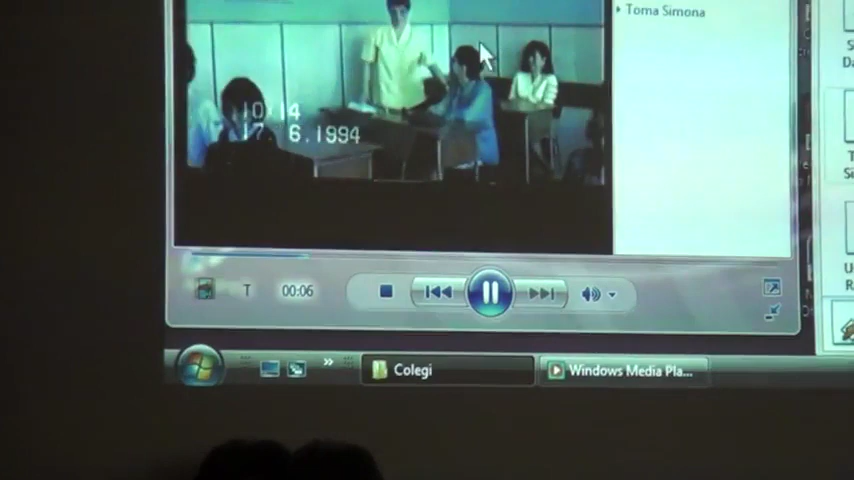 Toma Simona
10:14
17. 6.1994
T
00:06
Colegi
Windows Media Pla...